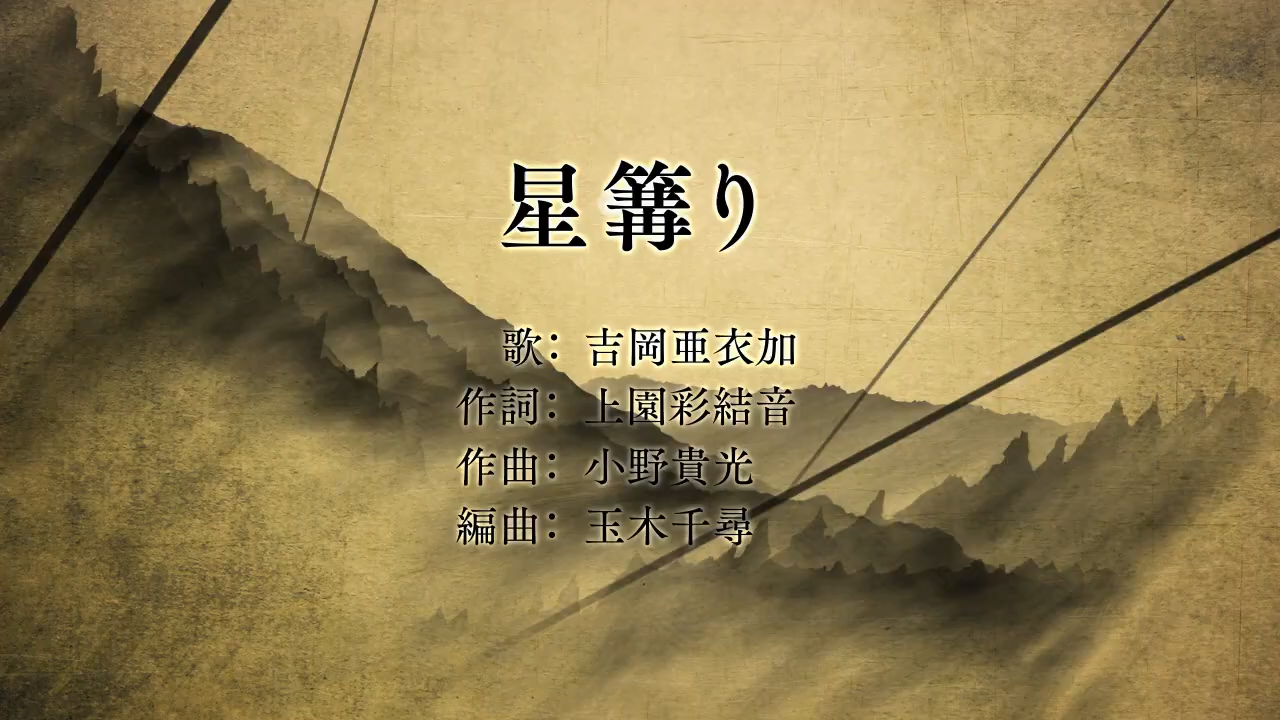 星篝り
歌：吉岡亜衣加
作詞：上園彩結音
作曲：小野貴光
編曲：玉木千尋